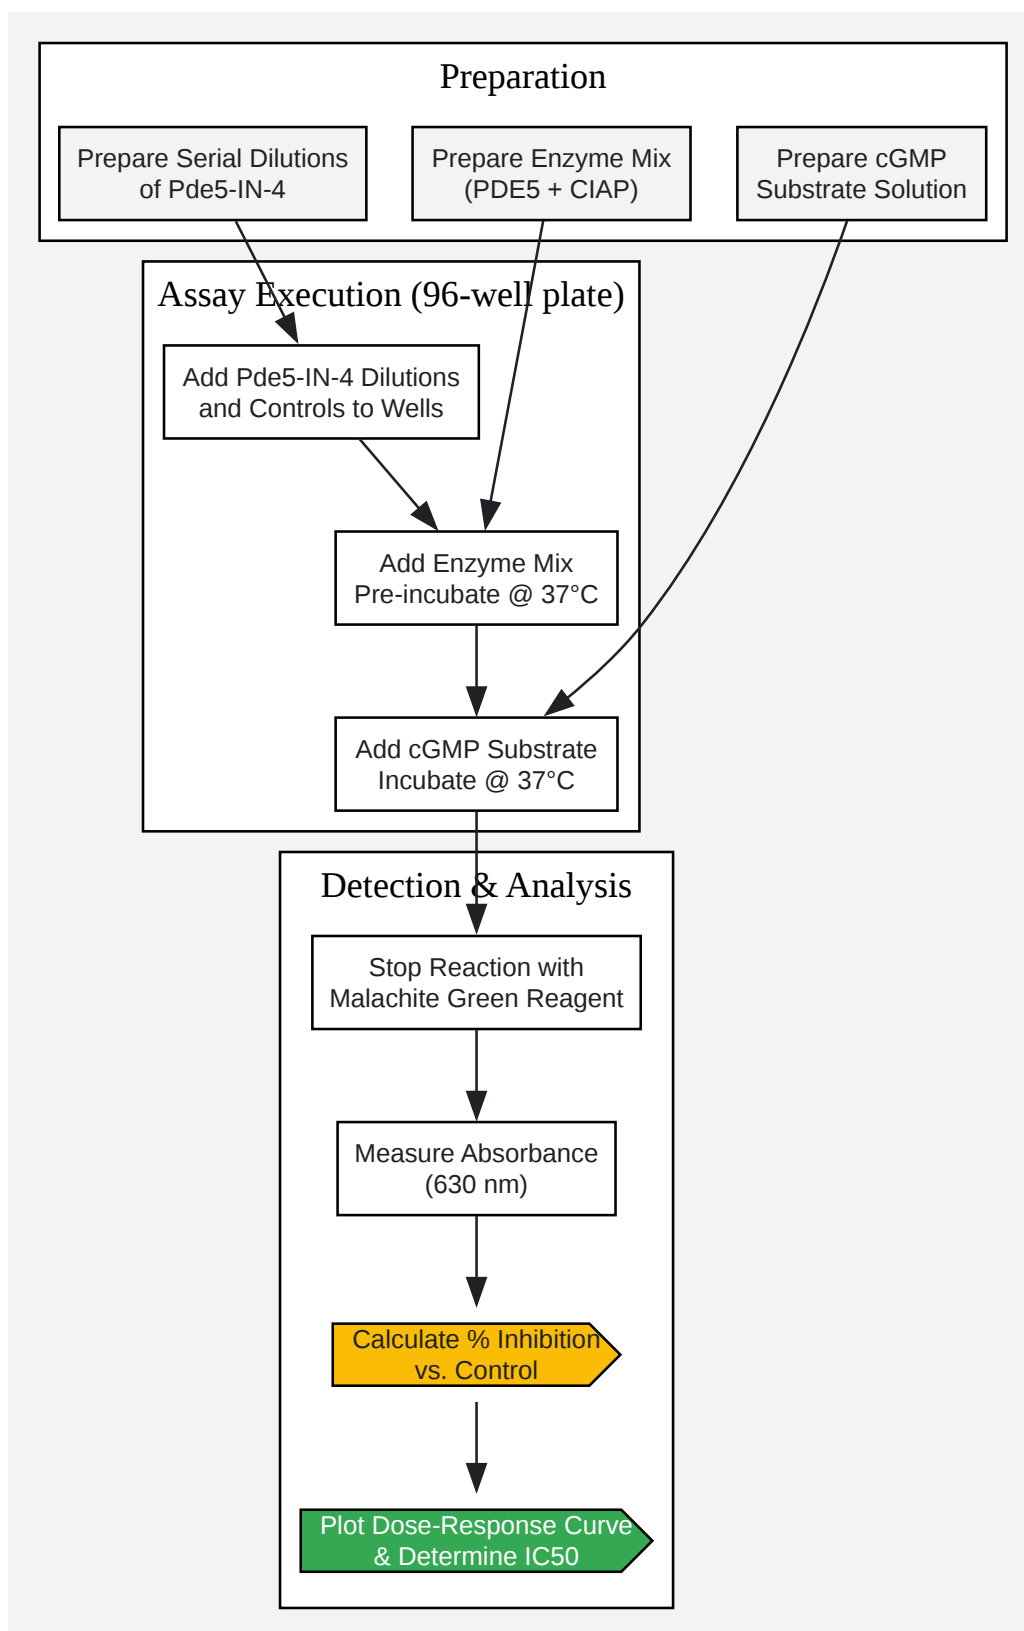 Preparation
Prepare Serial Dilutions
of Pde5-IN-4
Prepare Enzyme Mix
(PDE5 + CIAP)
Prepare cGMP
Substrate Solution
Assay Execution (96-well plate)
Add Pde5-IN-4 Dilutions
and Controls to Wells
Add Enzyme Mix
Pre-incubate @ 37°C
Add cGMP Substrate
Incubate @ 37°C
Detection & Analysis
Stop Reaction with
Malachite Green Reagent
Measure Absorbance
(630 nm)
Calculate % Inhibition
vs. Control
Plot Dose-Response Curve
& Determine IC50